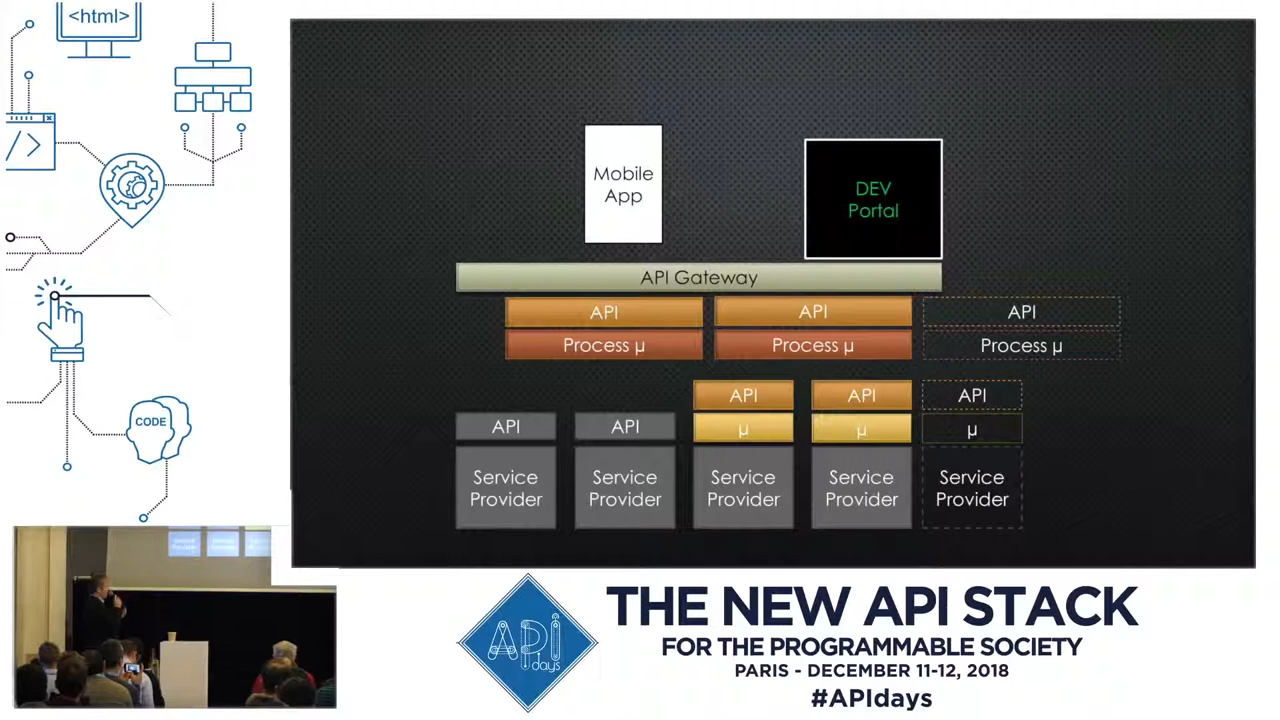 <html>
/>
CODE
Mobile
App
DEV
Portal
API Gateway
API
API
API
Process µ
Process µ
Process µ
API
API
API
API
API
µ
µ
µ
Service
Provider
Service
Provider
Service
Provider
Service
Provider
Service
Provider
APi
days
THE NEW API STACK
FOR THE PROGRAMMABLE SOCIETY
PARIS - DECEMBER 11-12, 2018
#APIdays